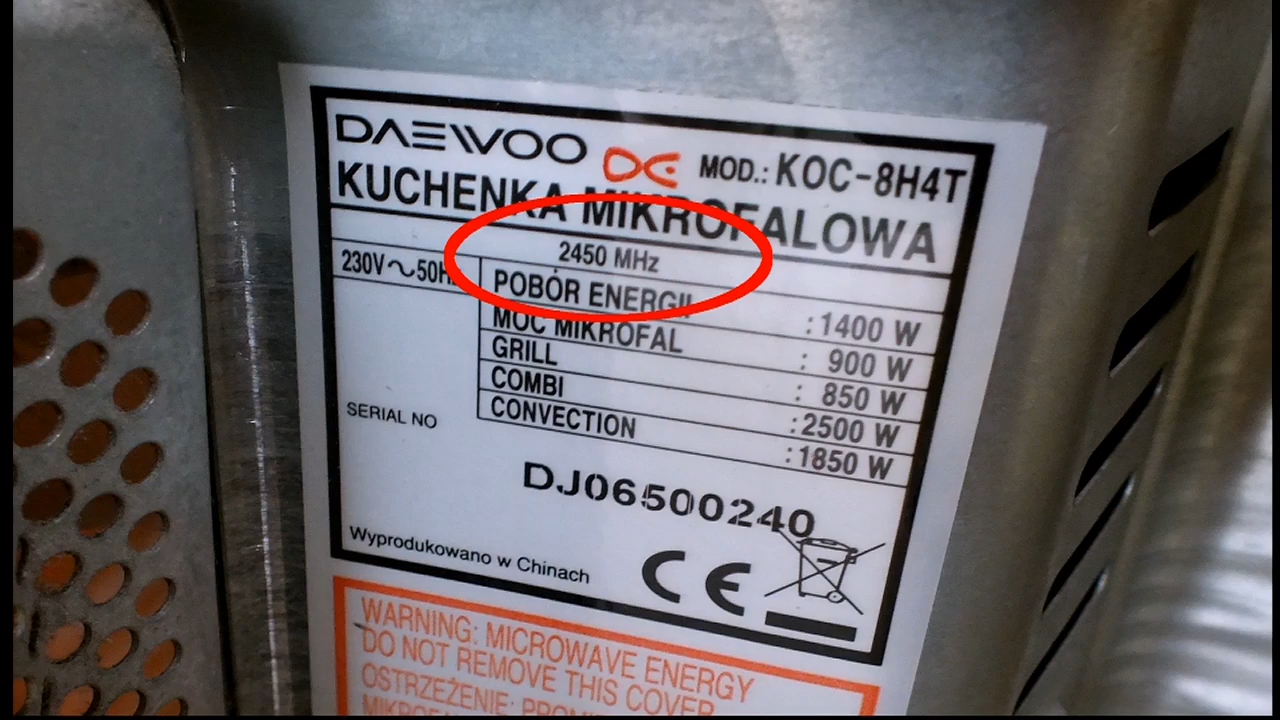 DAEWOO MOD.: KOC-8H4T
KUCHENKA MIKROFALOWA
2450 MHz
230V~50H
POBÓR ENERGII : 1400 W
MOC MIKROFAL : 900 W
GRILL : 850 W
COMBI : 2500 W
CONVECTION : 1850 W
SERIAL NO
DJ06500240
Wyprodukowano w Chinach
CE
WARNING: MICROWAVE ENERGY
DO NOT REMOVE THIS COVER
OSTRZEŻENIE: